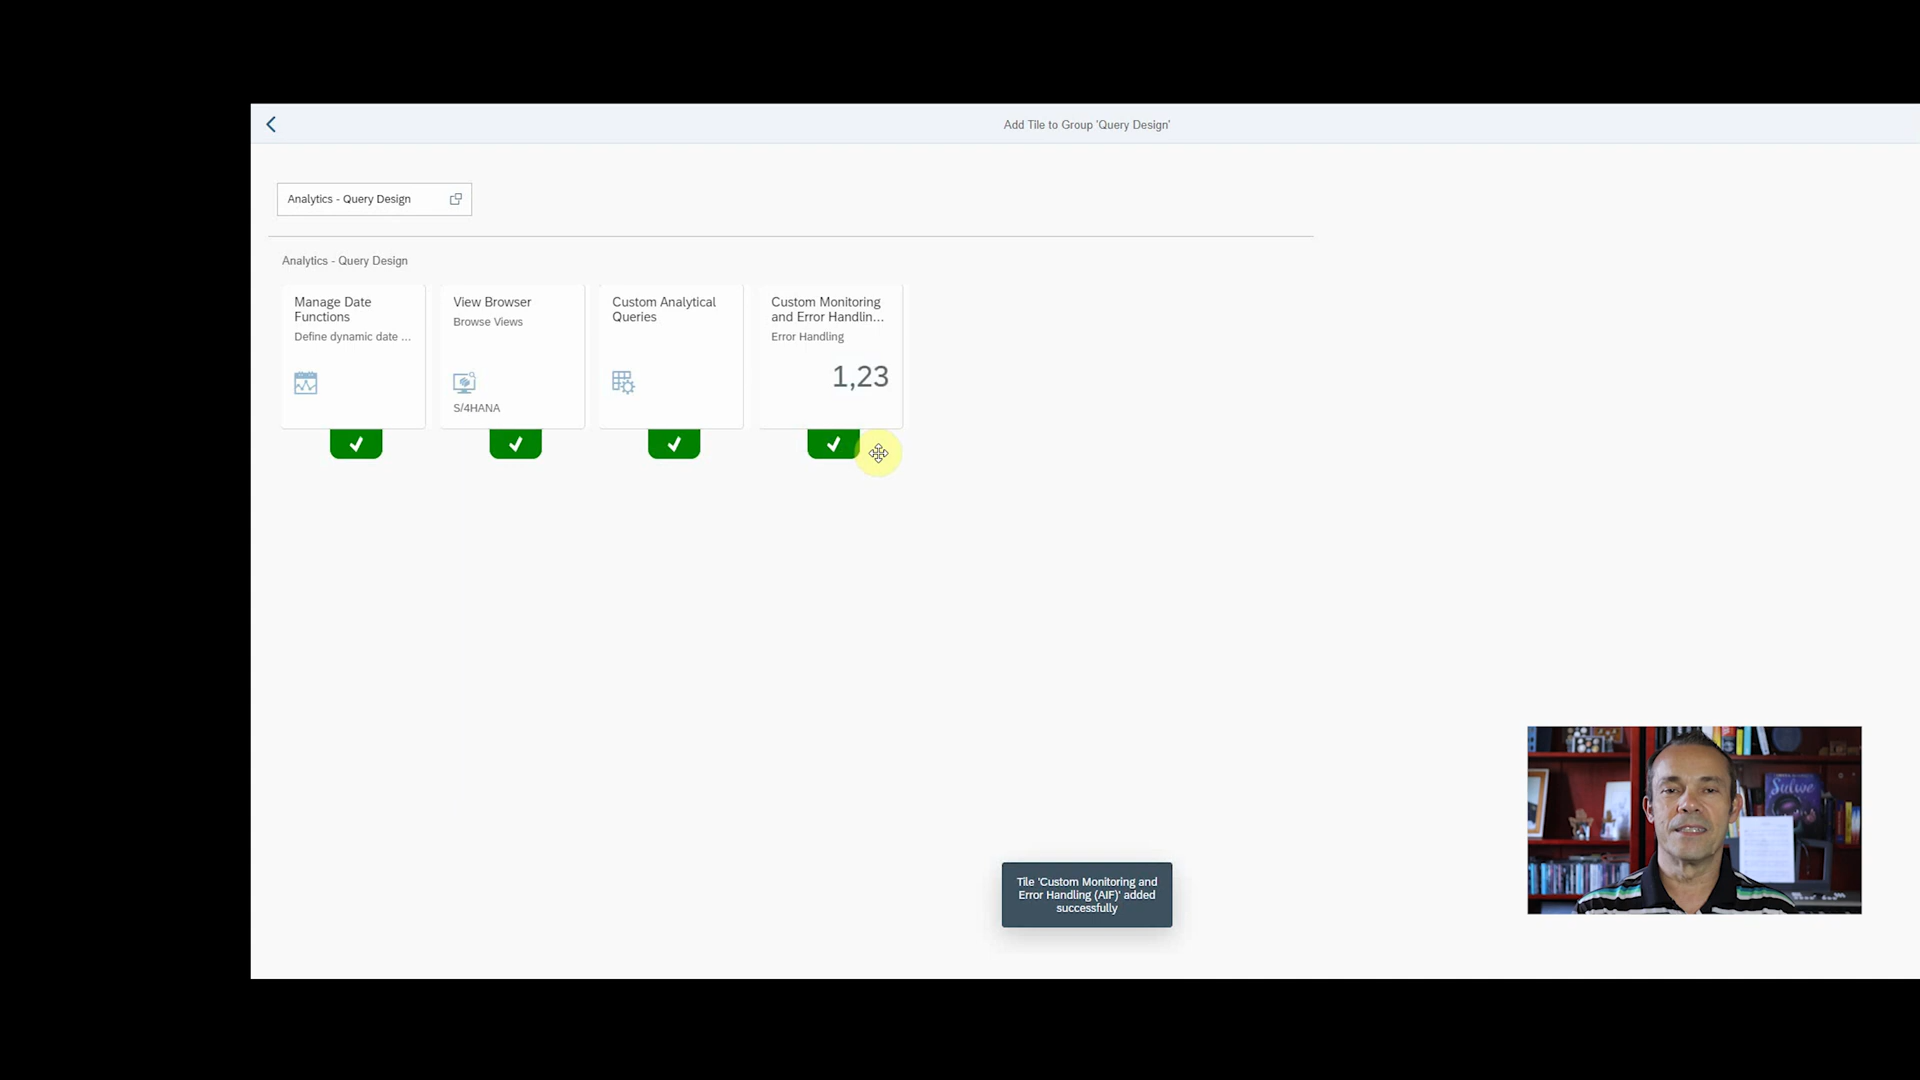 Add Tile to Group 'Query Design'
Analytics - Query Design
Analytics - Query Design
Manage Date
Functions
Define dynamic date ...
View Browser
Browse Views
S/4HANA
Custom Analytical
Queries
Custom Monitoring
and Error Handlin...
Error Handling
1,23
Tile 'Custom Monitoring and
Error Handling (AIF)' added
successfully
Sulwe